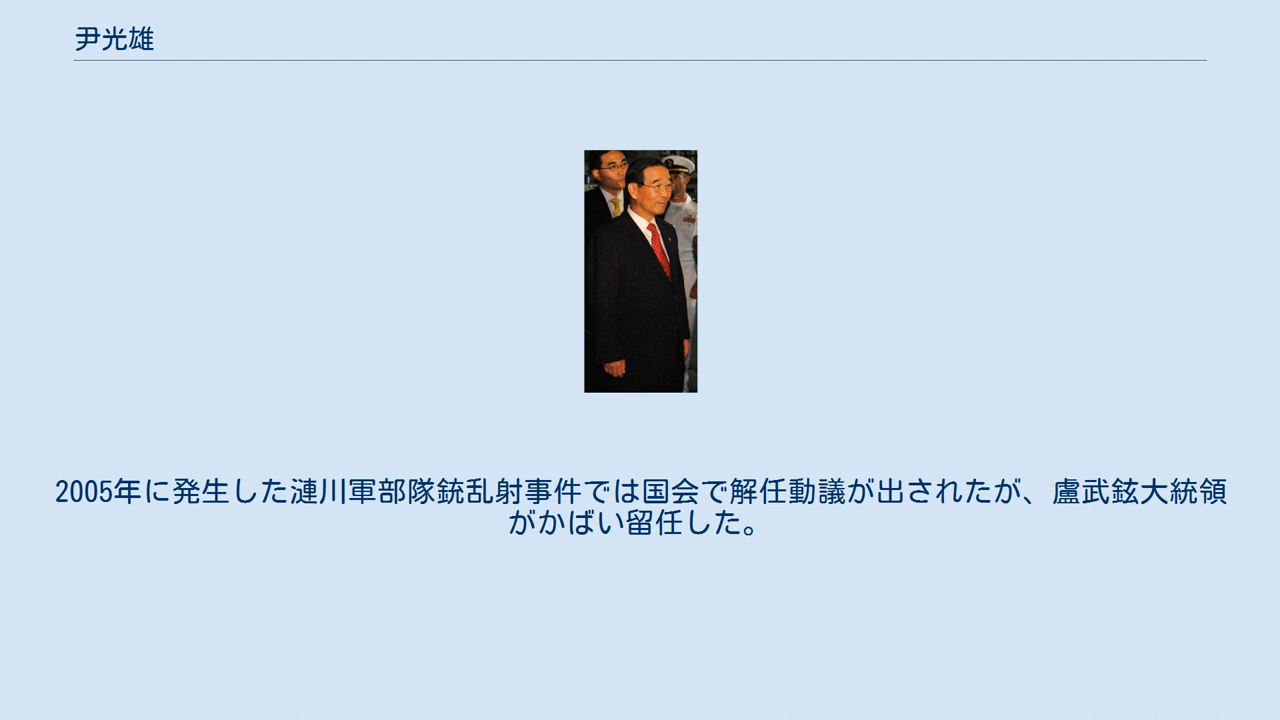 尹光雄
2005年に発生した漣川軍部隊銃乱射事件では国会で解任動議が出されたが、盧武鉉大統領
がかばい留任した。